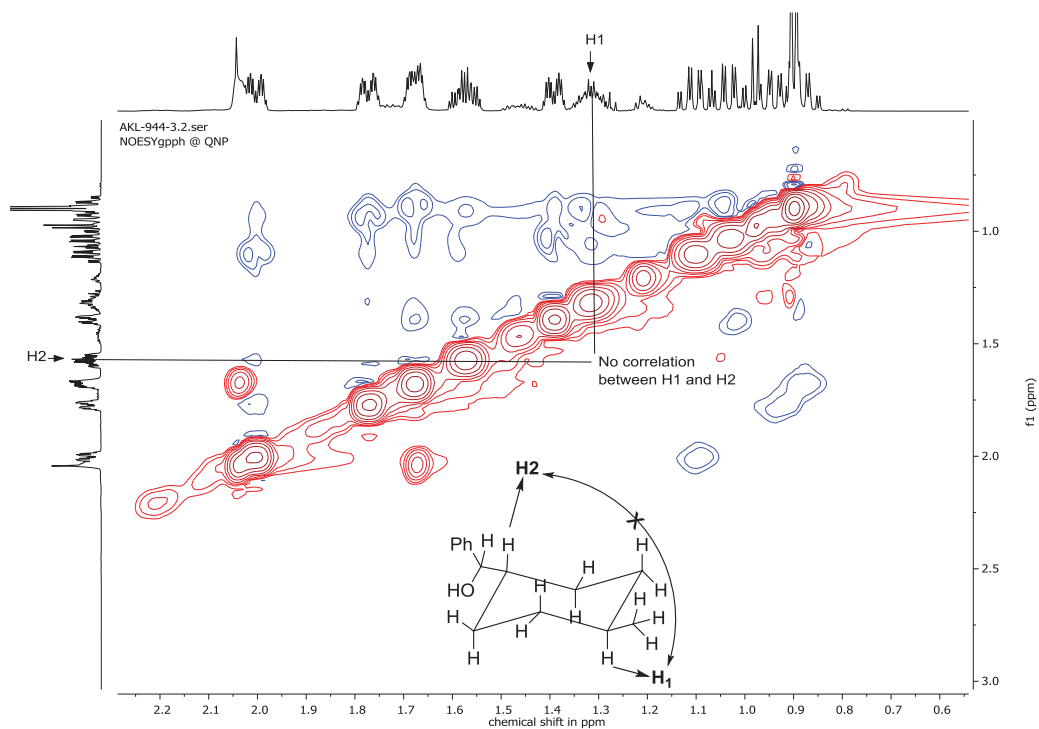 H1
AKL-944-3.2.ser
NOESYgpph @ QNP
1.0
H2
No correlation
between H1 and H2
1.5
f1 (ppm)
2.0
H2
Ph
H
H
H
HO
H
H
H
H
H
H
H
H
2.5
H
H
H
H
H1
3.0
2.2
2.1
2.0
1.9
1.8
1.7
1.6
1.5
1.4
1.3
1.2
1.1
1.0
0.9
0.8
0.7
0.6
chemical shift in ppm